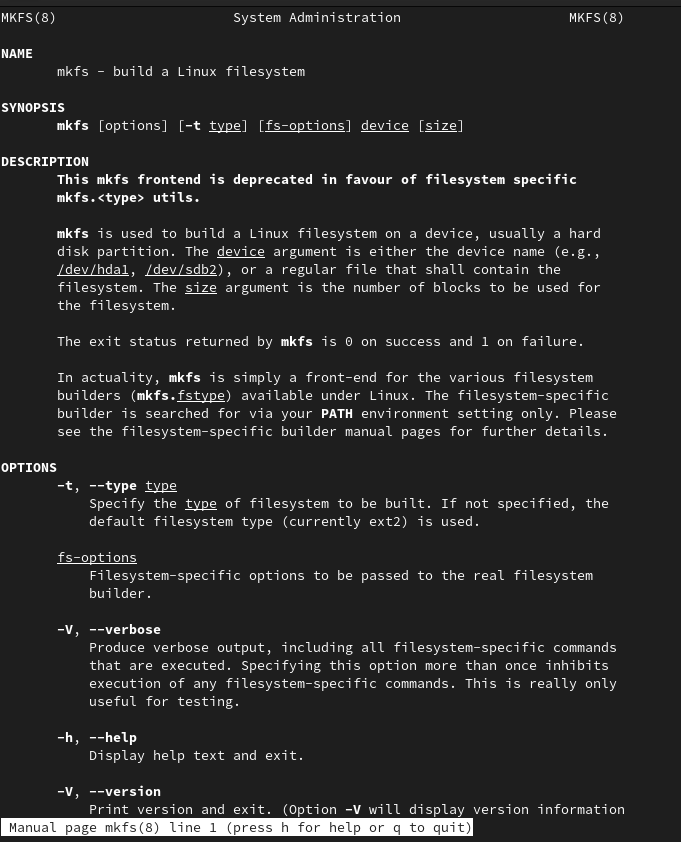 MKFS(8) System Administration MKFS(8)
NAME
mkfs - build a Linux filesystem
SYNOPSIS
mkfs [options] [-t type] [fs-options] device [size]
DESCRIPTION
This mkfs frontend is deprecated in favour of filesystem specific
mkfs.<type> utils.
mkfs is used to build a Linux filesystem on a device, usually a hard
disk partition. The device argument is either the device name (e.g.,
/dev/hda1, /dev/sdb2), or a regular file that shall contain the
filesystem. The size argument is the number of blocks to be used for
the filesystem.
The exit status returned by mkfs is 0 on success and 1 on failure.
In actuality, mkfs is simply a front-end for the various filesystem
builders (mkfs.fstype) available under Linux. The filesystem-specific
builder is searched for via your PATH environment setting only. Please
see the filesystem-specific builder manual pages for further details.
OPTIONS
-t, --type type
Specify the type of filesystem to be built. If not specified, the
default filesystem type (currently ext2) is used.
fs-options
Filesystem-specific options to be passed to the real filesystem
builder.
-V, --verbose
Produce verbose output, including all filesystem-specific commands
that are executed. Specifying this option more than once inhibits
execution of any filesystem-specific commands. This is really only
useful for testing.
-h, --help
Display help text and exit.
-V, --version
Print version and exit. (Option -V will display version information
Manual page mkfs(8) line 1 (press h for help or q to quit)